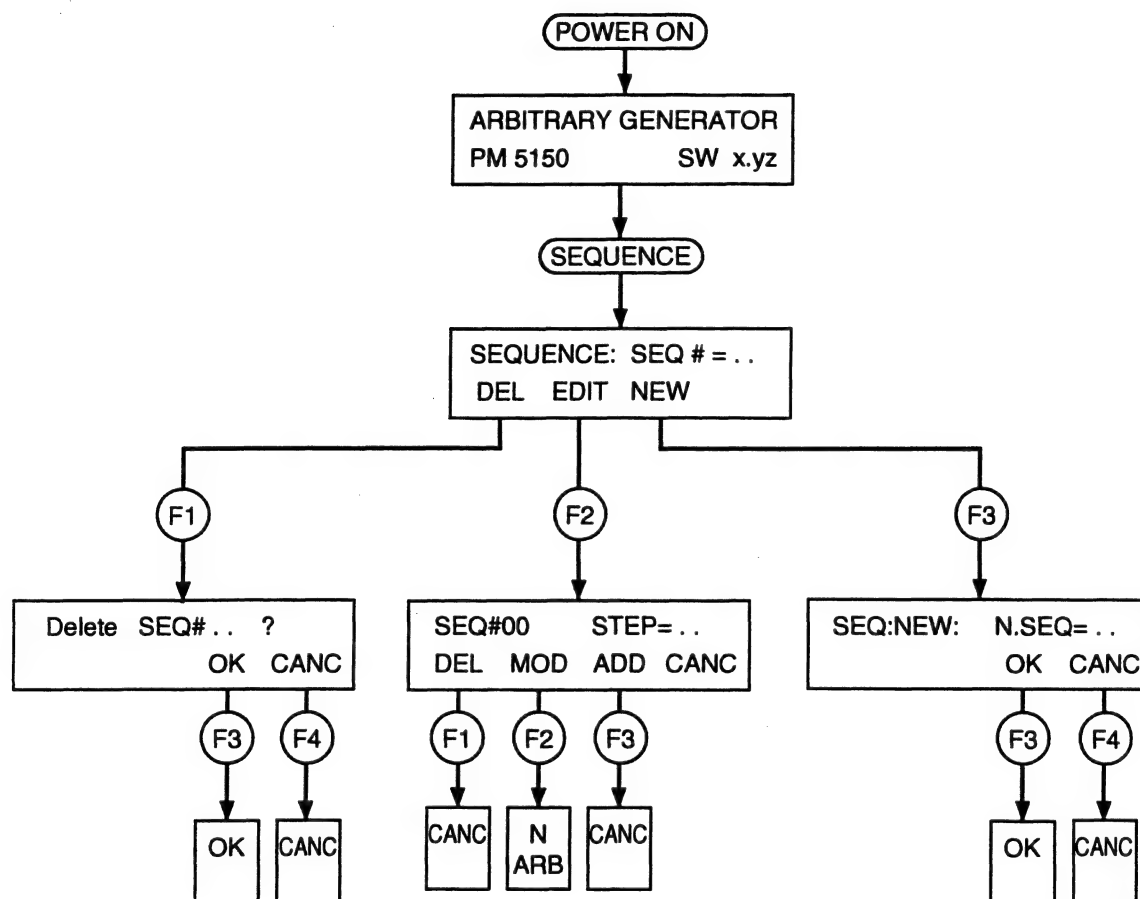 POWER ON
ARBITRARY GENERATOR
PM 5150 SW x.yz
SEQUENCE
SEQUENCE: SEQ # = . .
DEL EDIT NEW
F1 F2 F3
Delete SEQ# . . ?
OK CANC
SEQ#00 STEP= . .
DEL MOD ADD CANC
SEQ:NEW: N.SEQ= . .
OK CANC
F3 F4 F1 F2 F3 F3 F4
OK
CANC
CANC
N
ARB
CANC
OK
CANC